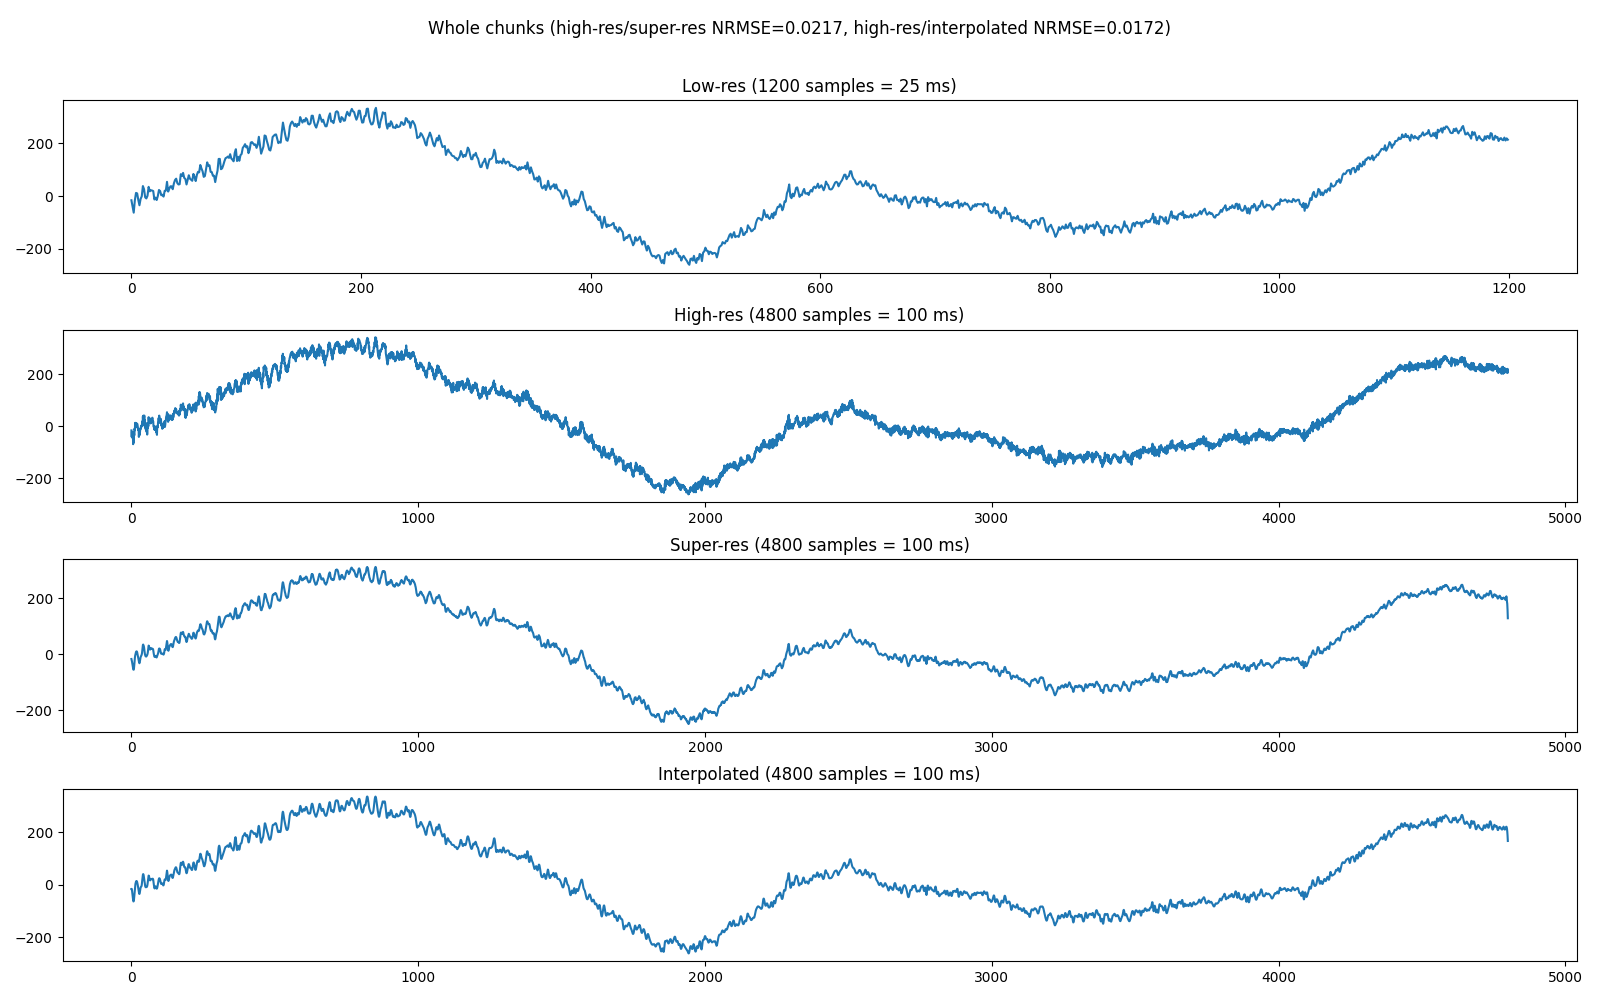 Whole chunks (high-res/super-res NRMSE=0.0217, high-res/interpolated NRMSE=0.0172)
Low-res (1200 samples = 25 ms)
200
0
−200
0 200 400 600 800 1000 1200
High-res (4800 samples = 100 ms)
200
0
−200
0 1000 2000 3000 4000 5000
Super-res (4800 samples = 100 ms)
200
0
−200
0 1000 2000 3000 4000 5000
Interpolated (4800 samples = 100 ms)
200
0
−200
0 1000 2000 3000 4000 5000